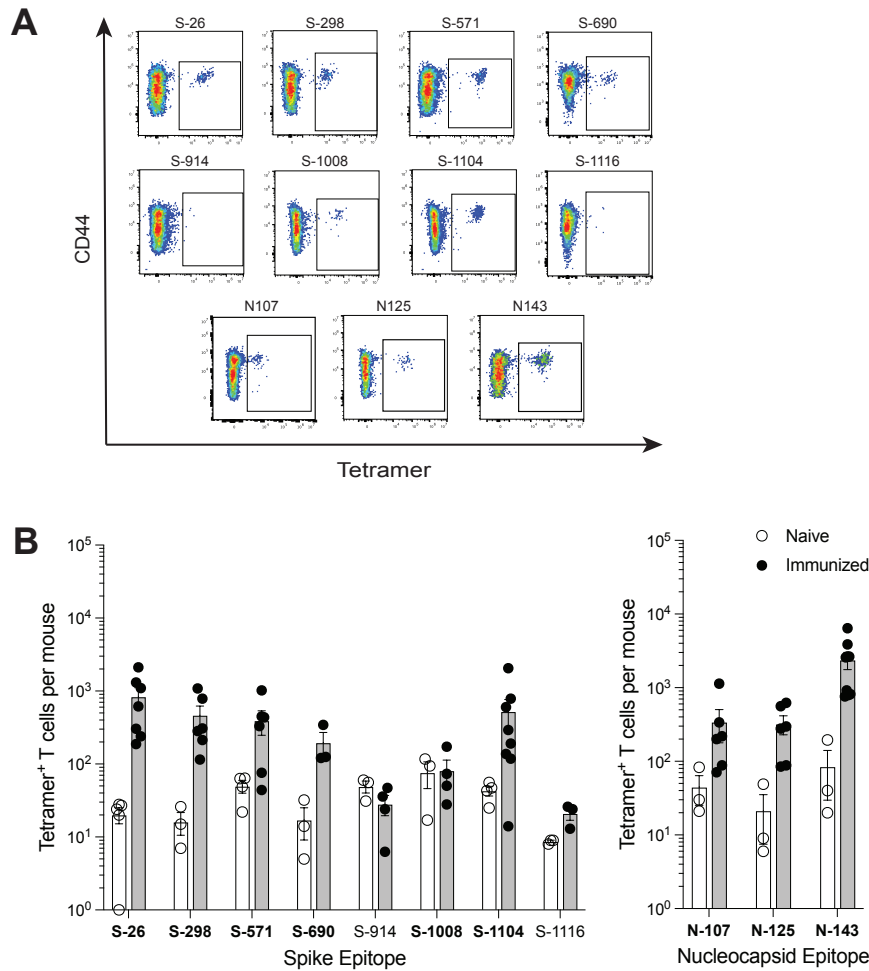 A
S-26 S-298 S-571 S-690
S-914 S-1008 S-1104 S-1116
N107 N125 N143
CD44
Tetramer
B
Naive
Immunized
Tetramer+ T cells per mouse
10^5
10^4
10^3
10^2
10^1
10^0
S-26 S-298 S-571 S-690 S-914 S-1008 S-1104 S-1116
Spike Epitope
Tetramer+ T cells per mouse
10^5
10^4
10^3
10^2
10^1
10^0
N-107 N-125 N-143
Nucleocapsid Epitope